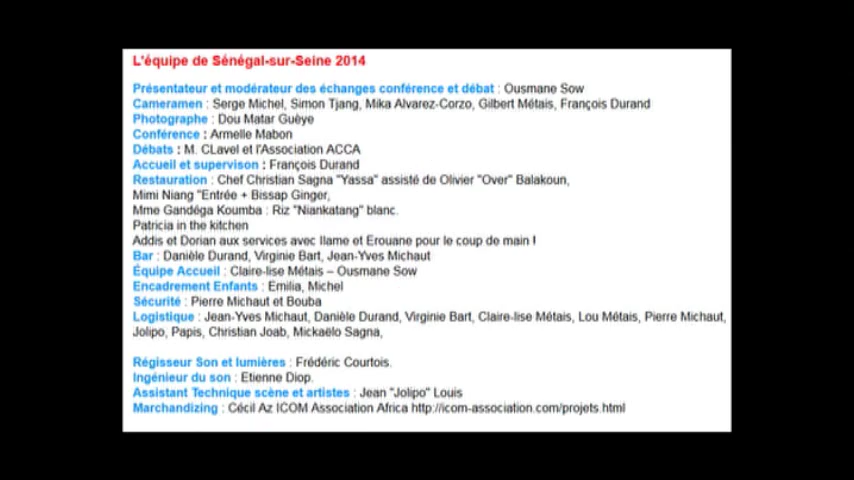 L'équipe de Sénégal-sur-Seine 2014
Présentateur et modérateur des échanges conférence et débat : Ousmane Sow
Cameramen : Serge Michel, Simon Tjang, Mika Alvarez-Corzo, Gilbert Métais, François Durand
Photographe : Dou Matar Guèye
Conférence : Armelle Mabon
Débats : M. CLavel et l'Association ACCA
Accueil et supervison : François Durand
Restauration : Chef Christian Sagna "Yassa" assisté de Olivier "Over" Balakoun,
Mimi Niang "Entrée + Bissap Ginger,
Mme Gandéga Koumba : Riz "Niankatang" blanc.
Patricia in the kitchen
Addis et Dorian aux services avec Ilame et Erouane pour le coup de main !
Bar : Danièle Durand, Virginie Bart, Jean-Yves Michaut
Équipe Accueil : Claire-lise Métais – Ousmane Sow
Encadrement Enfants : Emilia, Michel
Sécurité : Pierre Michaut et Bouba
Logistique : Jean-Yves Michaut, Danièle Durand, Virginie Bart, Claire-lise Métais, Lou Métais, Pierre Michaut,
Jolipo, Papis, Christian Joab, Mickaëlo Sagna,
Régisseur Son et lumières : Frédéric Courtois.
Ingénieur du son : Etienne Diop.
Assistant Technique scène et artistes : Jean "Jolipo" Louis
Marchandizing : Cécil Az ICOM Association Africa http://icom-association.com/projets.html